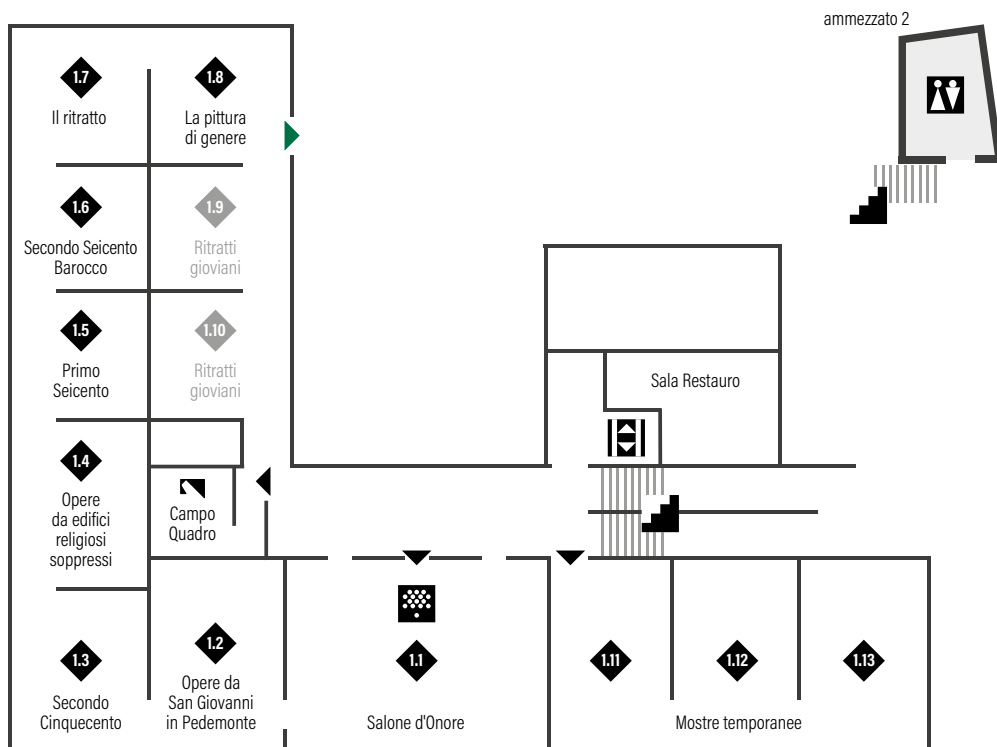 ammezzato 2
1.7
Il ritratto
1.8
La pittura
di genere
1.6
Secondo Seicento
Barocco
1.9
Ritratti
gioviani
1.5
Primo
Seicento
1.10
Ritratti
gioviani
Sala Restauro
1.4
Opere
da edifici
religiosi
soppressi
Campo
Quadro
1.3
Secondo
Cinquecento
1.2
Opere da
San Giovanni
in Pedemonte
1.1
Salone d'Onore
1.11
1.12
1.13
Mostre temporanee